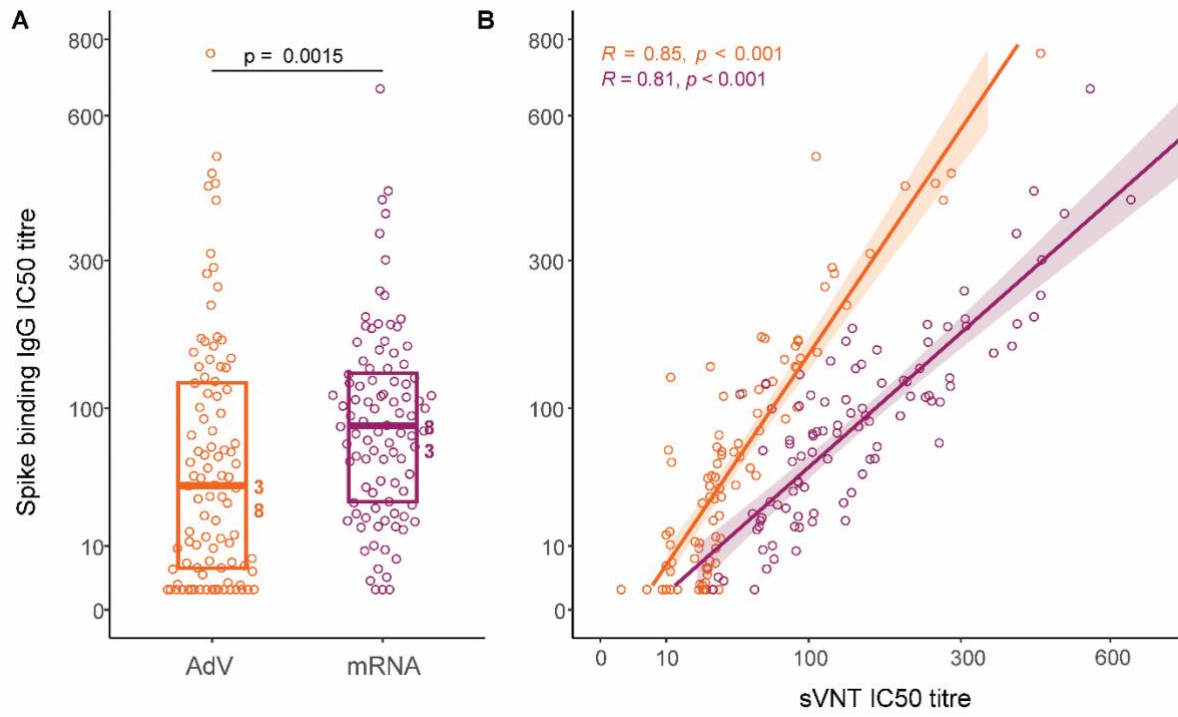 A
Spike binding IgG IC50 titre
800
600
300
100
10
0
p = 0.0015
3
8
8
3
AdV
mRNA
B
R = 0.85, p < 0.001
R = 0.81, p < 0.001
0
10
100
300
600
sVNT IC50 titre
800
600
300
100
10
0